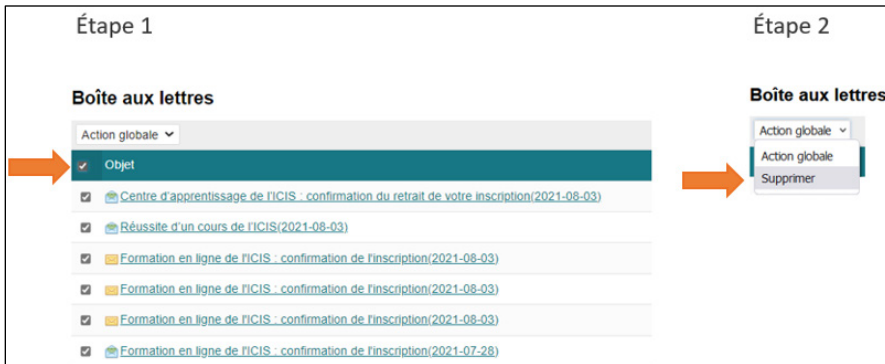 Étape 1
Boîte aux lettres
Action globale
Objet
Centre d'apprentissage de l'ICIS : confirmation du retrait de votre inscription(2021-08-03)
Réussite d'un cours de l'ICIS(2021-08-03)
Formation en ligne de l'ICIS : confirmation de l'inscription(2021-08-03)
Formation en ligne de l'ICIS : confirmation de l'inscription(2021-08-03)
Formation en ligne de l'ICIS : confirmation de l'inscription(2021-08-03)
Formation en ligne de l'ICIS : confirmation de l'inscription(2021-07-28)
Étape 2
Boîte aux lettres
Action globale
Action globale
Supprimer